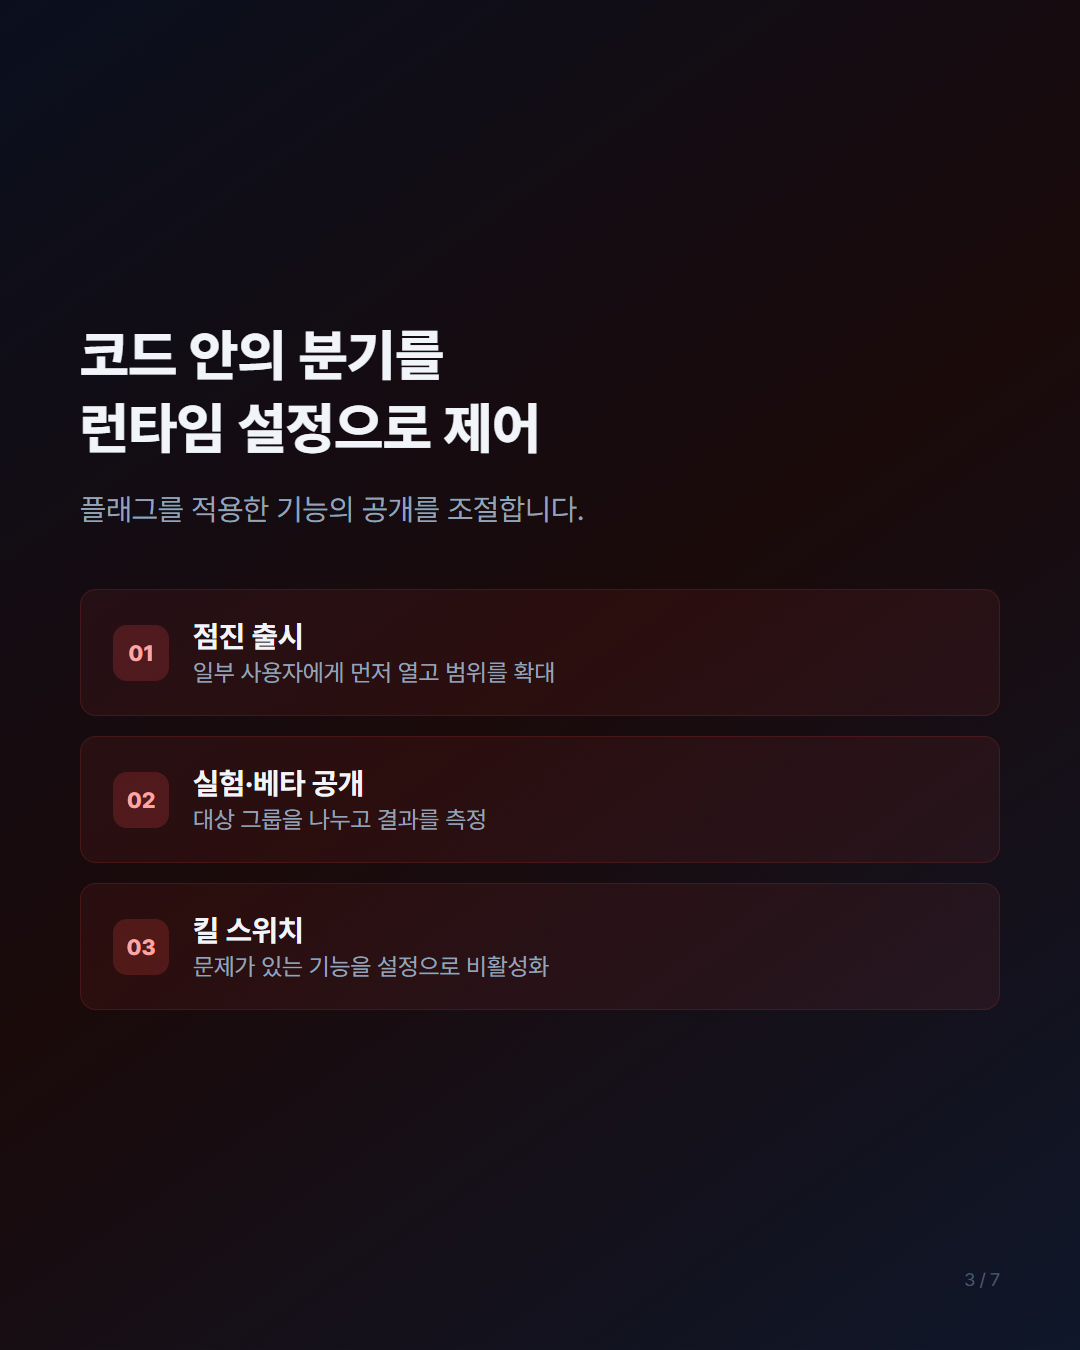 코드 안의 분기를
런타임 설정으로 제어
플래그를 적용한 기능의 공개를 조절합니다.
01
점진 출시
일부 사용자에게 먼저 열고 범위를 확대
02
실험·베타 공개
대상 그룹을 나누고 결과를 측정
03
킬 스위치
문제가 있는 기능을 설정으로 비활성화
3 / 7